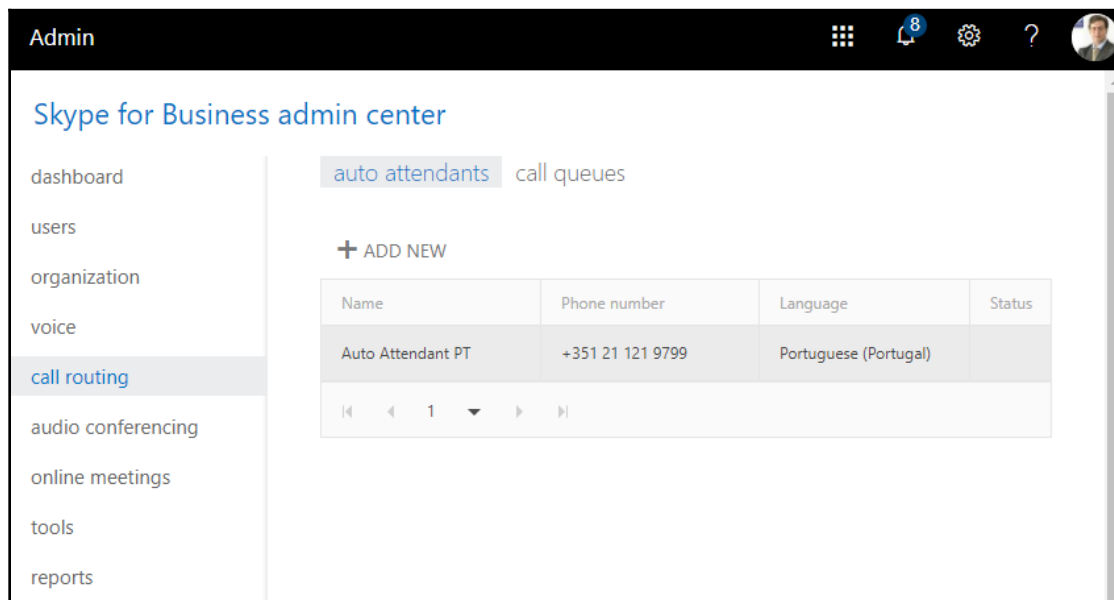 Admin
8
?
Skype for Business admin center
dashboard
users
organization
voice
call routing
audio conferencing
online meetings
tools
reports
auto attendants call queues
+ ADD NEW
Name Phone number Language Status
Auto Attendant PT +351 21 121 9799 Portuguese (Portugal)
1